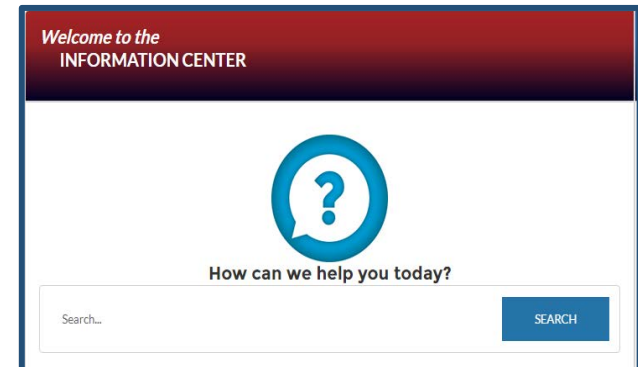 Welcome to the
INFORMATION CENTER
?
How can we help you today?
Search...
SEARCH